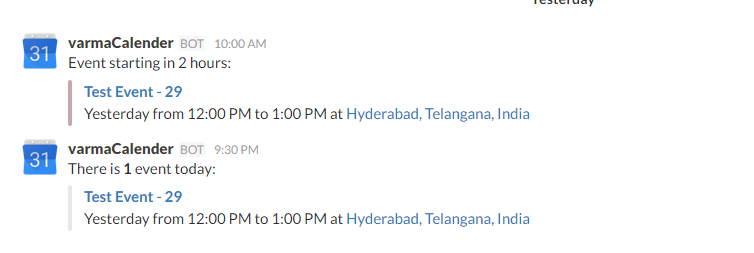 Yesterday
31
varmaCalender BOT 10:00 AM
Event starting in 2 hours:
Test Event - 29
Yesterday from 12:00 PM to 1:00 PM at Hyderabad, Telangana, India
31
varmaCalender BOT 9:30 PM
There is 1 event today:
Test Event - 29
Yesterday from 12:00 PM to 1:00 PM at Hyderabad, Telangana, India